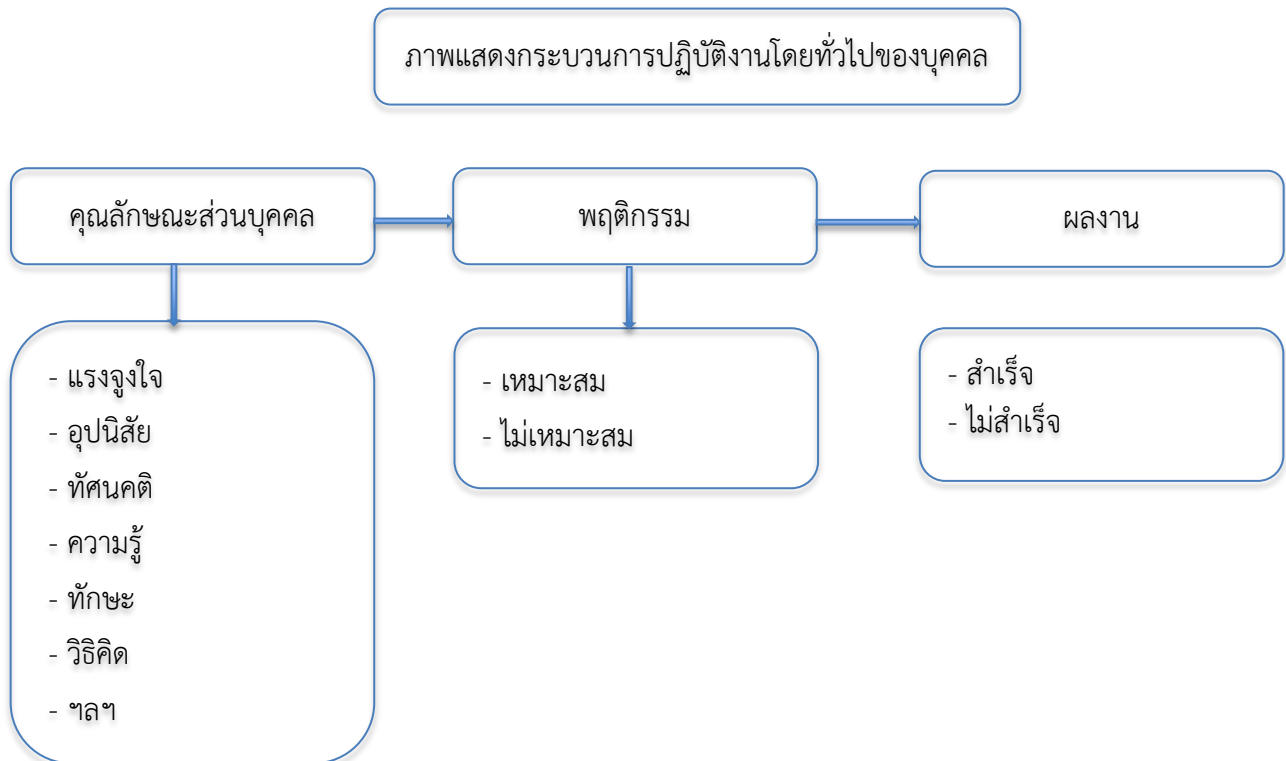 ภาพแสดงกระบวนการปฏิบัติงานโดยทั่วไปของบุคคล
คุณลักษณะส่วนบุคคล
พฤติกรรม
ผลงาน
- แรงจูงใจ
- อุปนิสัย
- ทัศนคติ
- ความรู้
- ทักษะ
- วิธิคิด
- ฯลฯ
- เหมาะสม
- ไม่เหมาะสม
- สำเร็จ
- ไม่สำเร็จ